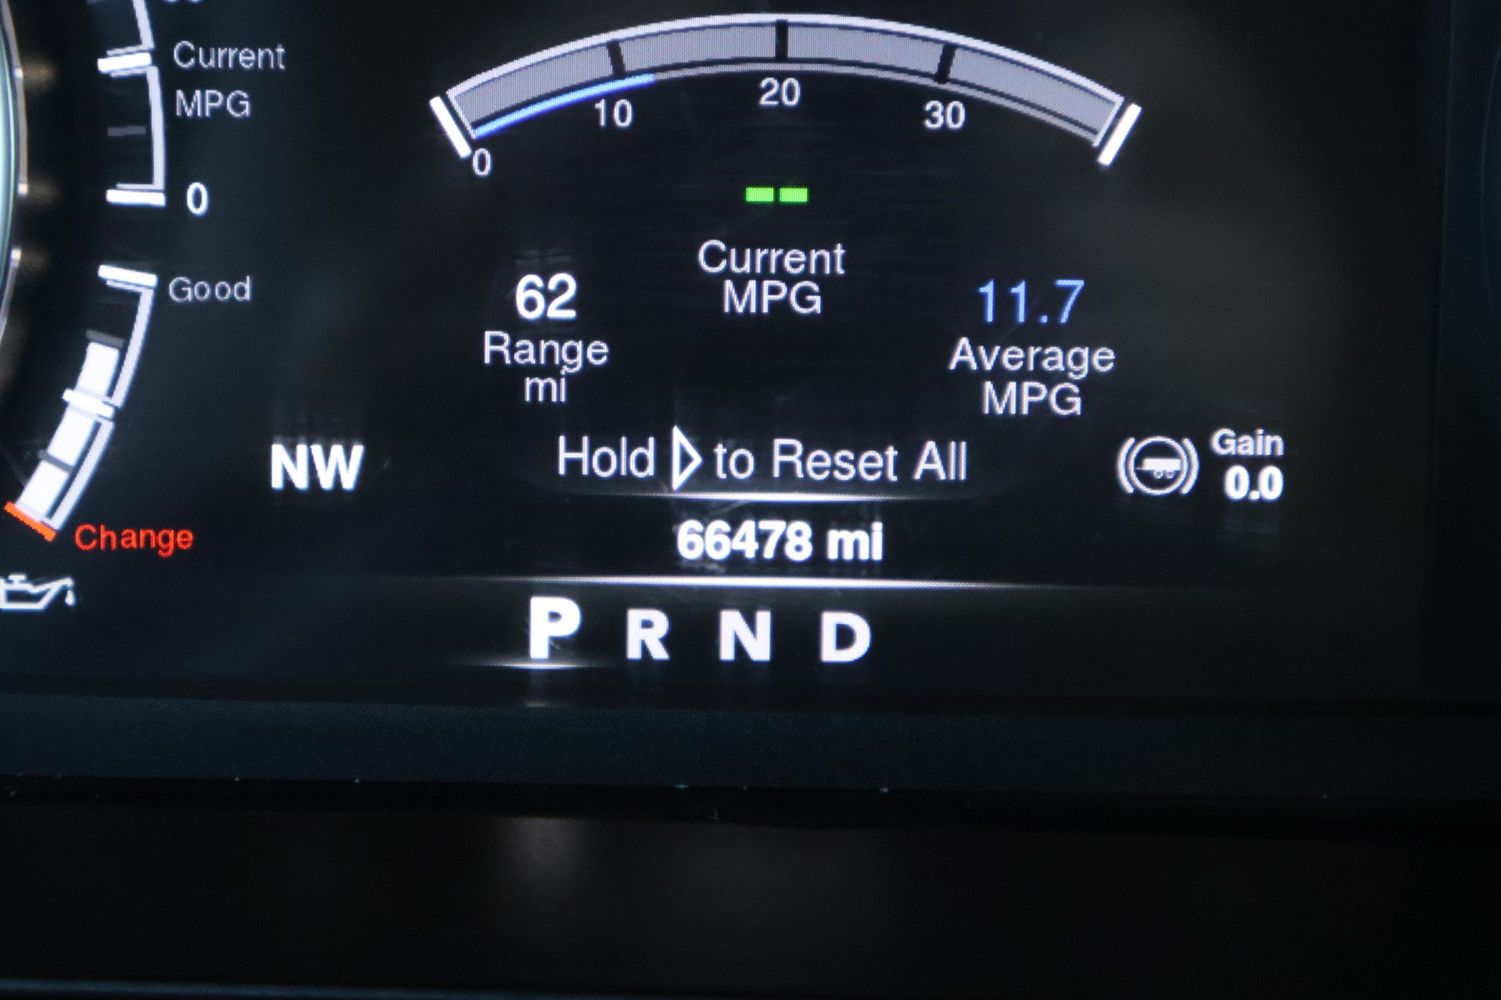 Current
MPG
0
Good
Change
0
10
20
30
62
Range
mi
Current
MPG
11.7
Average
MPG
NW
Hold to Reset All
Gain
0.0
66478 mi
P R N D